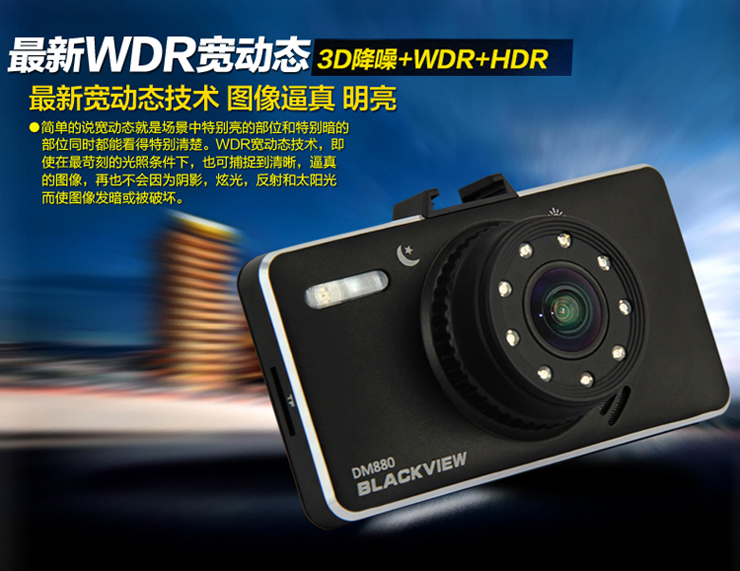 最新WDR宽动态 3D降噪+WDR+HDR
最新宽动态技术 图像逼真 明亮
●简单的说宽动态就是场景中特别亮的部位和特别暗的
部位同时都能看得特别清楚。WDR宽动态技术，即
使在最苛刻的光照条件下，也可捕捉到清晰，逼真
的图像，再也不会因为阴影，炫光，反射和太阳光
而使图像发暗或被破坏。
DM880
BLACKVIEW